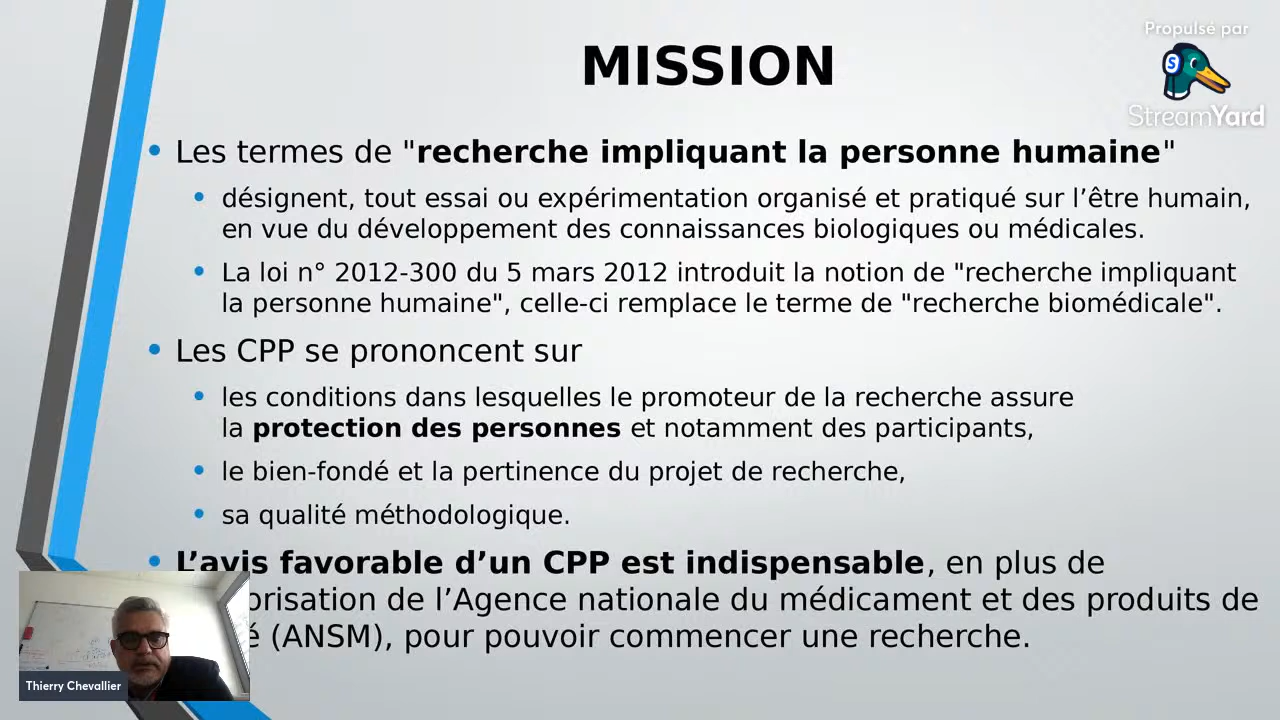 Propulsé par
StreamYard
MISSION
Les termes de "recherche impliquant la personne humaine"
désignent, tout essai ou expérimentation organisé et pratiqué sur l’être humain,
en vue du développement des connaissances biologiques ou médicales.
La loi n° 2012-300 du 5 mars 2012 introduit la notion de "recherche impliquant
la personne humaine", celle-ci remplace le terme de "recherche biomédicale".
Les CPP se prononcent sur
les conditions dans lesquelles le promoteur de la recherche assure
la protection des personnes et notamment des participants,
le bien-fondé et la pertinence du projet de recherche,
sa qualité méthodologique.
L’avis favorable d’un CPP est indispensable, en plus de
orisation de l’Agence nationale du médicament et des produits de
é (ANSM), pour pouvoir commencer une recherche.
Thierry Chevallier